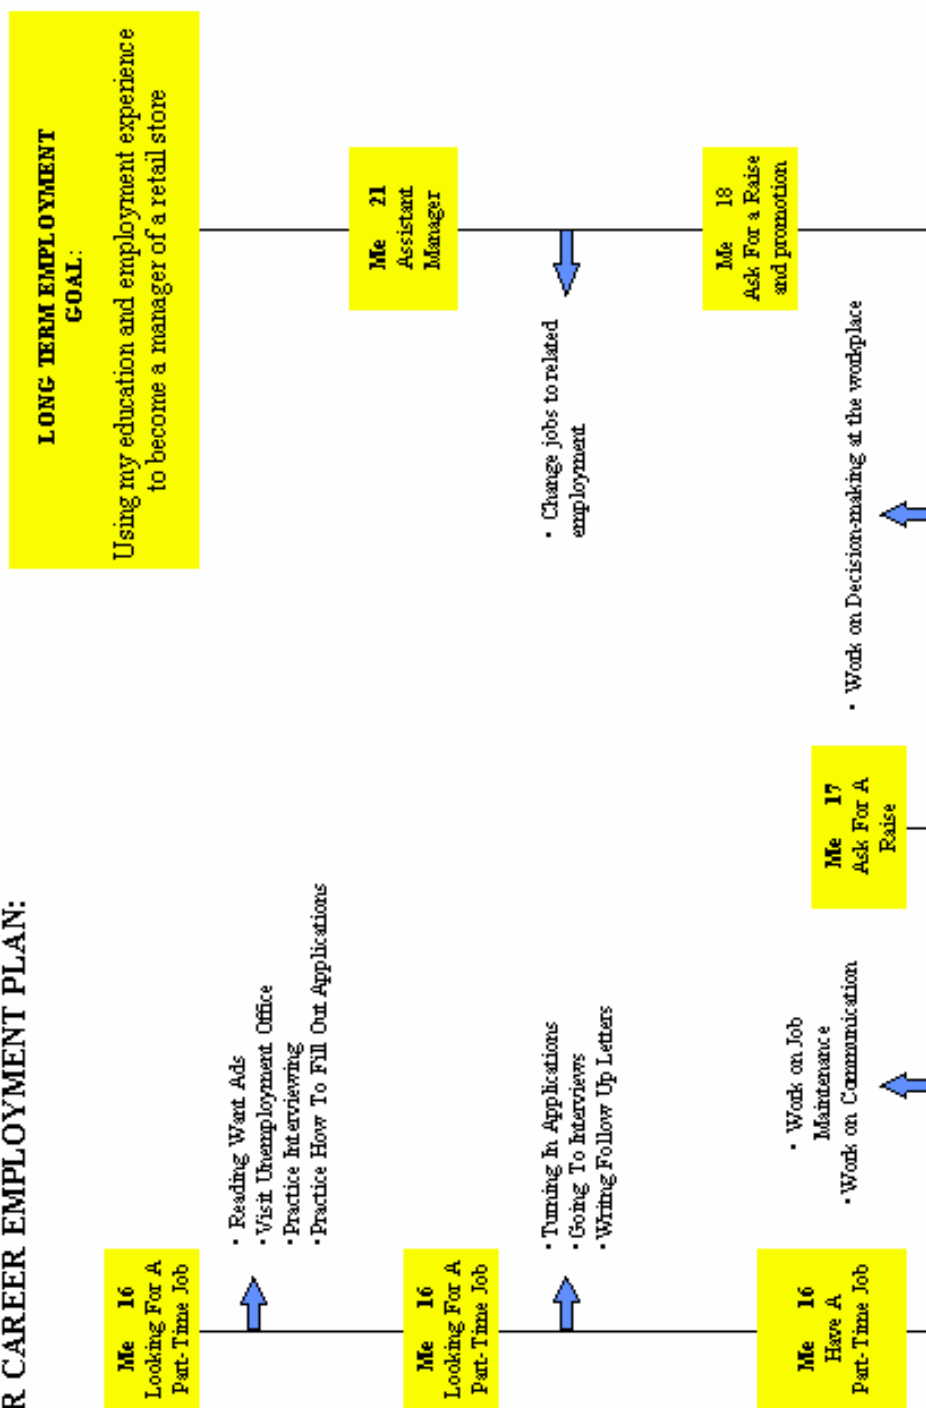 R CAREER EMPLOYMENT PLAN:
Me 16
Looking For A
Part-Time Job
• Reading Want Ads
• Visit Unemployment Office
• Practice Interviewing
• Practice How To Fill Out Applications
Me 16
Looking For A
Part-Time Job
• Turning In Applications
• Going To Interviews
• Writing Follow Up Letters
Me 16
Have A
Part-Time Job
• Work on Job
Maintenance
• Work on Communication
Me 17
Ask For A
Raise
• Work on Decision-making at the workplace
Me 18
Ask For a Raise
and promotion
• Change jobs to related
employment
Me 21
Assistant
Manager
LONG TERM EMPLOYMENT
GOAL:
Using my education and employment experience
to become a manager of a retail store